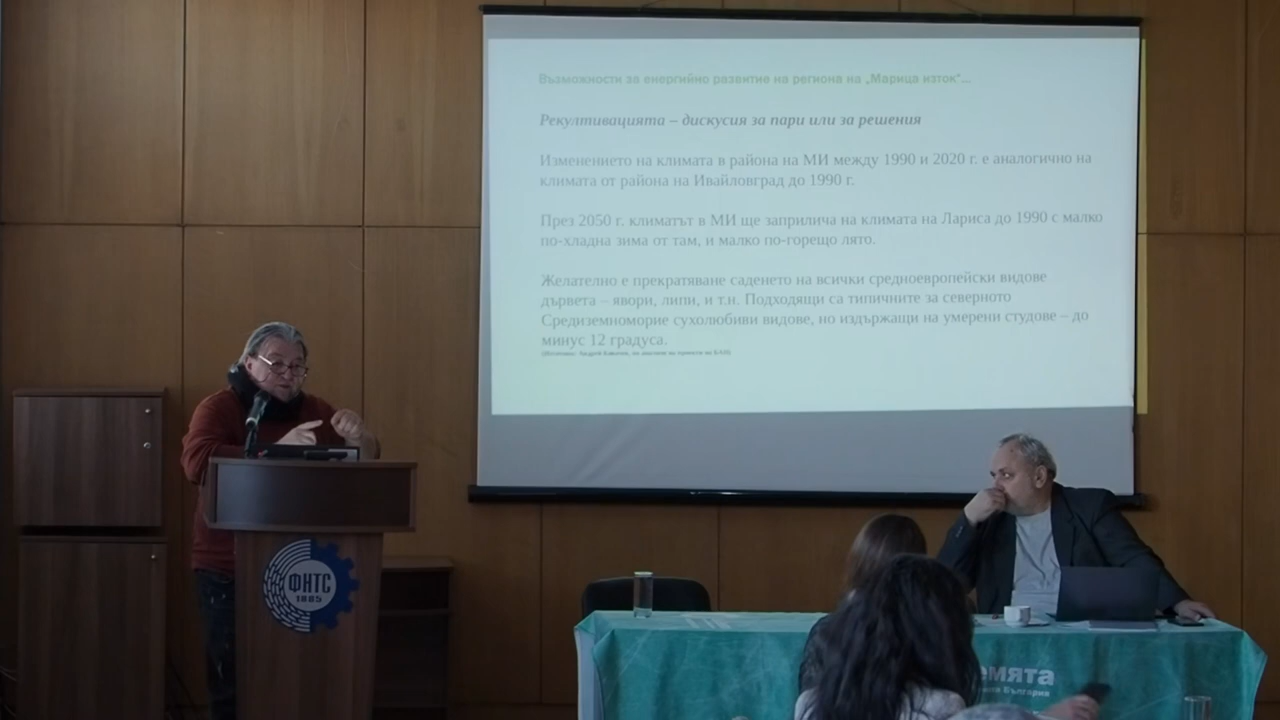 Възможности за енергийно развитие на региона на „Марица изток“...
Рекултивацията – дискусия за пари или за решения
Изменението на климата в района на МИ между 1990 и 2020 г. е аналогично на
климата от района на Ивайловград до 1990 г.
През 2050 г. климатът в МИ ще заприлича на климата на Лариса до 1990 с малко
по-хладна зима от там, и малко по-горещо лято.
Желателно е прекратяване саденето на всички средноевропейски видове
дървета – явори, липи, и т.н. Подходящи са типичните за северното
Средиземноморие сухолюбиви видове, но издържащи на умерени студове – до
минус 12 градуса.
ФНТС
1885
емята
България